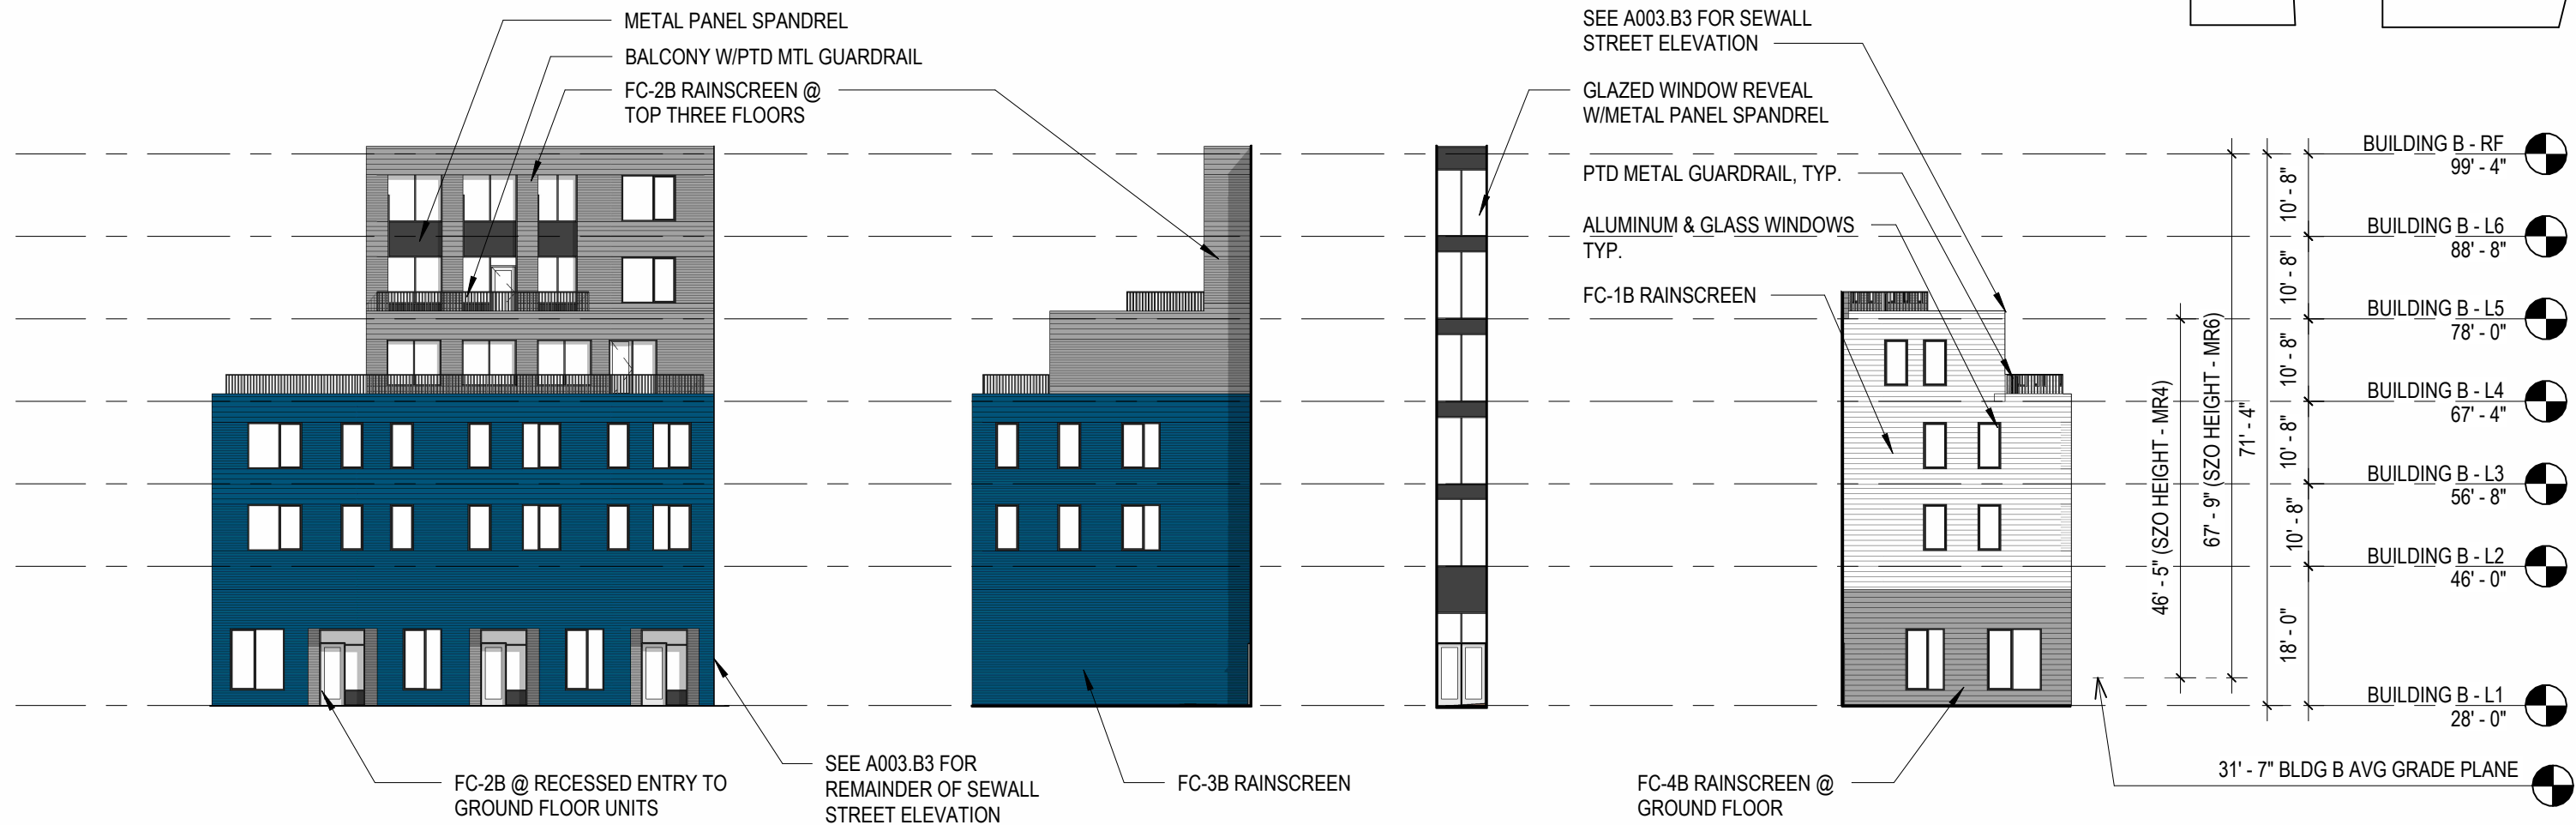 METAL PANEL SPANDREL
BALCONY W/PTD MTL GUARDRAIL
FC-2B RAINSCREEN @
TOP THREE FLOORS
SEE A003.B3 FOR SEWALL
STREET ELEVATION
GLAZED WINDOW REVEAL
W/METAL PANEL SPANDREL
PTD METAL GUARDRAIL, TYP.
ALUMINUM & GLASS WINDOWS
TYP.
FC-1B RAINSCREEN
BUILDING B - RF
99' - 4"
BUILDING B - L6
88' - 8"
BUILDING B - L5
78' - 0"
BUILDING B - L4
67' - 4"
BUILDING B - L3
56' - 8"
BUILDING B - L2
46' - 0"
BUILDING B - L1
28' - 0"
46' - 5" (SZO HEIGHT - MR4)
67' - 9" (SZO HEIGHT - MR6)
71' - 4"
10' - 8"
10' - 8"
10' - 8"
10' - 8"
10' - 8"
18' - 0"
31' - 7" BLDG B AVG GRADE PLANE
FC-2B @ RECESSED ENTRY TO
GROUND FLOOR UNITS
SEE A003.B3 FOR
REMAINDER OF SEWALL
STREET ELEVATION
FC-3B RAINSCREEN
FC-4B RAINSCREEN @
GROUND FLOOR